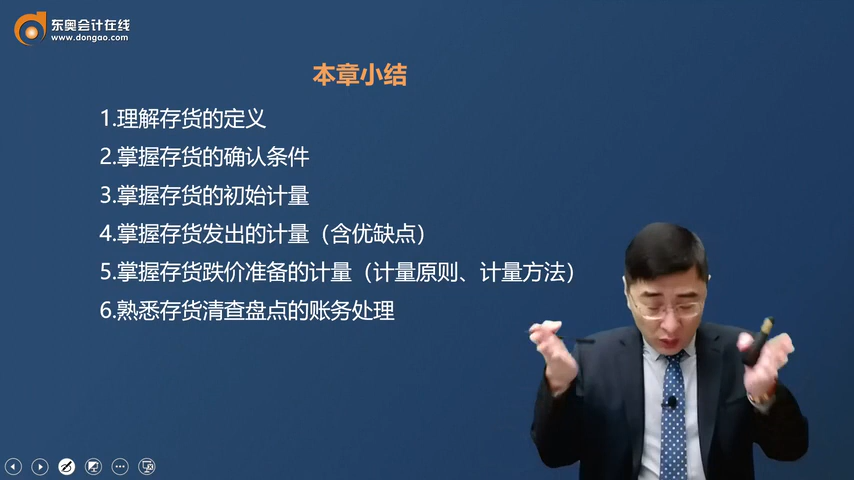 东奥会计在线
www.dongao.com
本章小结
1.理解存货的定义
2.掌握存货的确认条件
3.掌握存货的初始计量
4.掌握存货发出的计量（含优缺点）
5.掌握存货跌价准备的计量（计量原则、计量方法）
6.熟悉存货清查盘点的账务处理